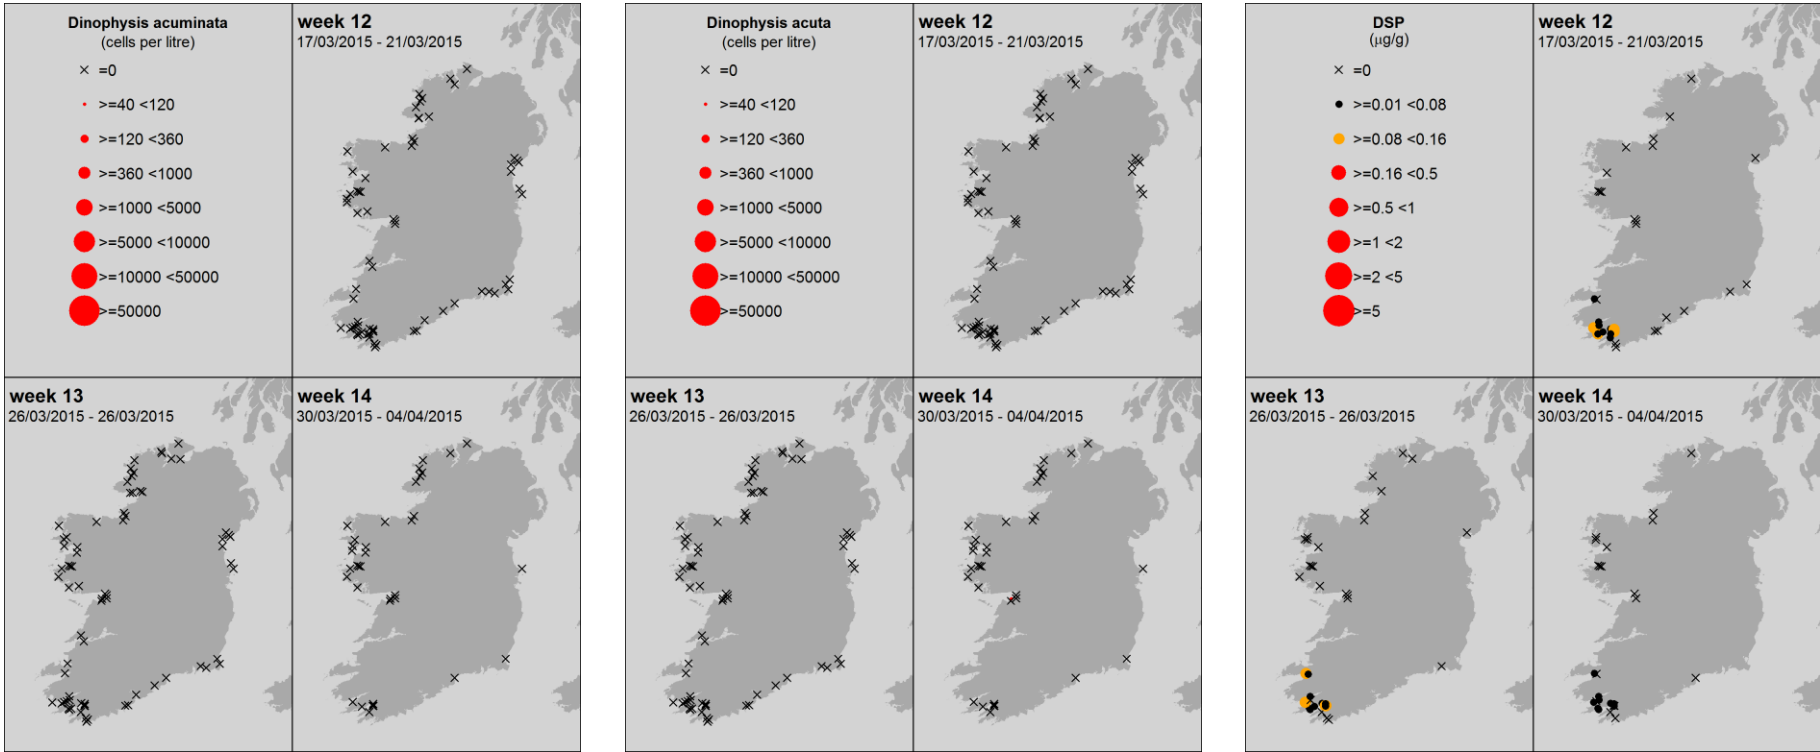 Dinophysis acuminata
(cells per litre)
=0
>=40 <120
>=120 <360
>=360 <1000
>=1000 <5000
>=5000 <10000
>=10000 <50000
>=50000
week 12
17/03/2015 - 21/03/2015
week 13
26/03/2015 - 26/03/2015
week 14
30/03/2015 - 04/04/2015
Dinophysis acuta
(cells per litre)
=0
>=40 <120
>=120 <360
>=360 <1000
>=1000 <5000
>=5000 <10000
>=10000 <50000
>=50000
week 12
17/03/2015 - 21/03/2015
week 13
26/03/2015 - 26/03/2015
week 14
30/03/2015 - 04/04/2015
DSP
(µg/g)
=0
>=0.01 <0.08
>=0.08 <0.16
>=0.16 <0.5
>=0.5 <1
>=1 <2
>=2 <5
>=5
week 12
17/03/2015 - 21/03/2015
week 13
26/03/2015 - 26/03/2015
week 14
30/03/2015 - 04/04/2015